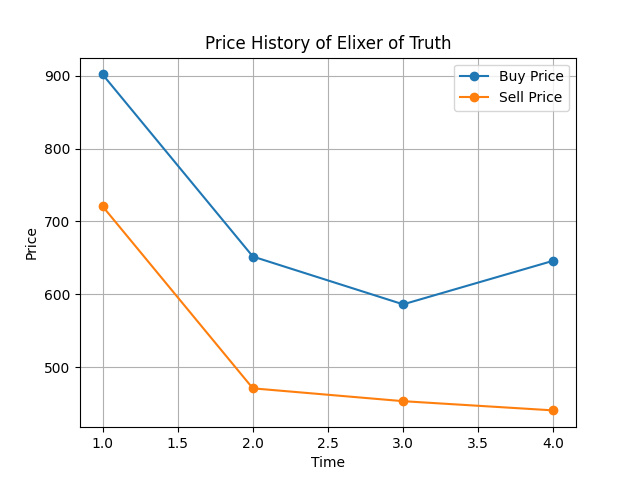 Price History of Elixer of Truth
Buy Price
Sell Price
900
800
700
600
500
Price
1.0 1.5 2.0 2.5 3.0 3.5 4.0
Time